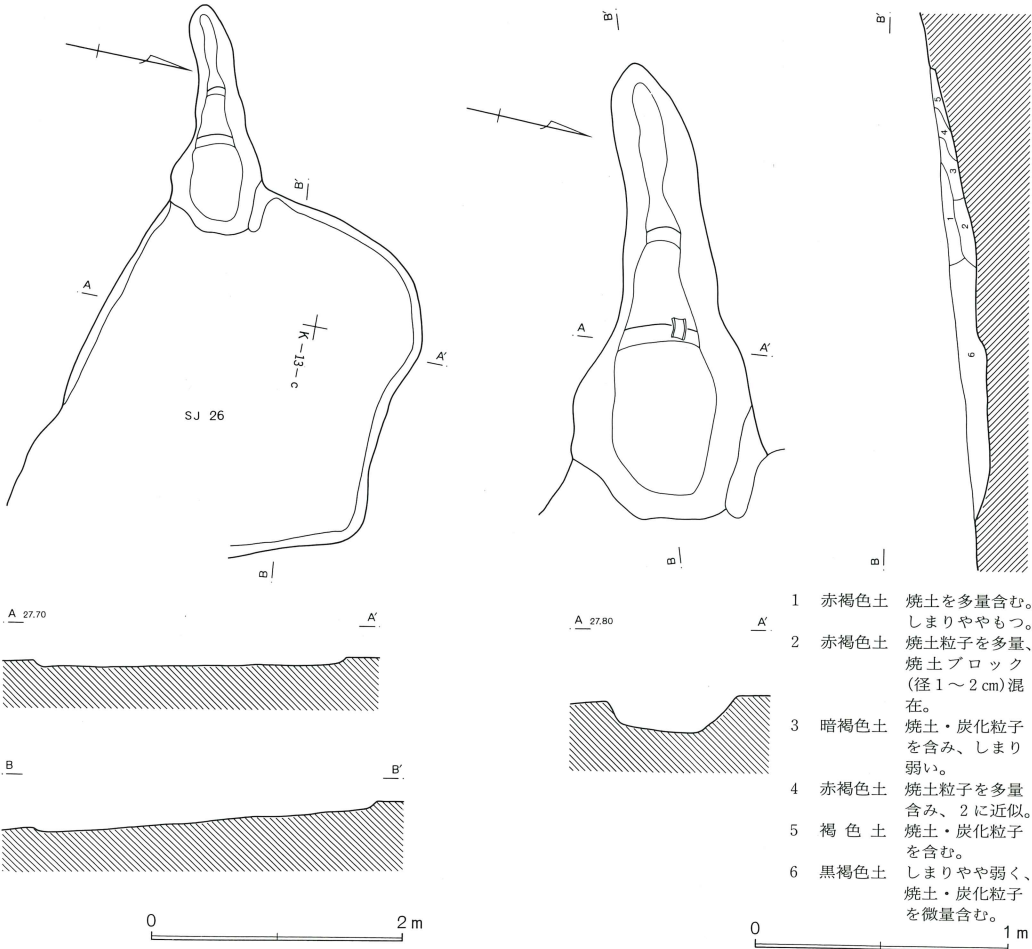 B'
A
A'
K-13-c
SJ 26
B
B'
A
A'
B
B'
5
4
3
1
2
6
B
A 27.70
A'
B
B'
0
2 m
A 27.80
A'
1 赤褐色土 焼土を多量含む。
しまりややもつ。
2 赤褐色土 焼土粒子を多量、
焼土ブロック
(径1～2cm)混
在。
3 暗褐色土 焼土・炭化粒子
を含み、しまり
弱い。
4 赤褐色土 焼土粒子を多量
含み、2に近似。
5 褐色土 焼土・炭化粒子
を含む。
6 黒褐色土 しまりやや弱く、
焼土・炭化粒子
を微量含む。
0
1 m